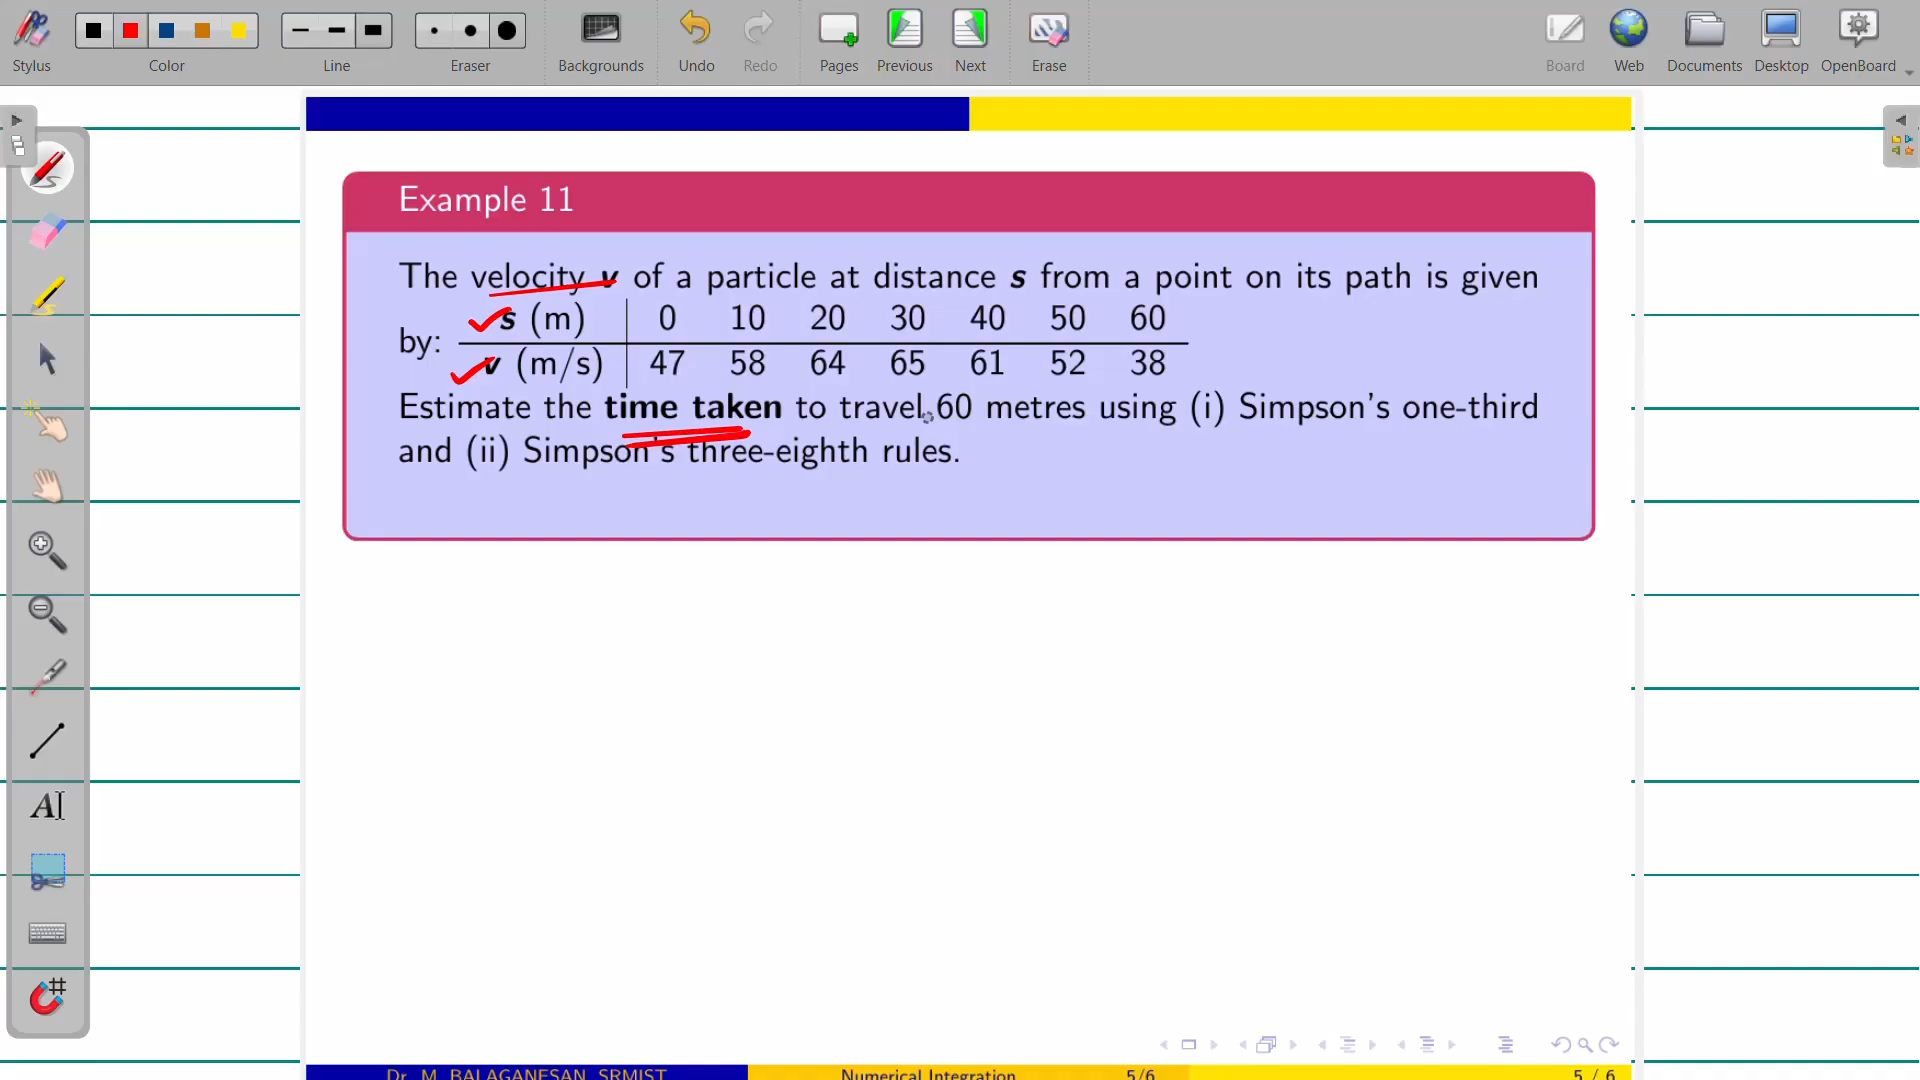 Stylus Color Line Eraser Backgrounds Undo Redo Pages Previous Next Erase Board Web Documents Desktop OpenBoard
Example 11
The velocity v of a particle at distance s from a point on its path is given
by:
s (m) 0 10 20 30 40 50 60
v (m/s) 47 58 64 65 61 52 38
Estimate the time taken to travel 60 metres using (i) Simpson's one-third
and (ii) Simpson's three-eighth rules.
Dr. M. BALAGANESAN, SRMIST Numerical Integration 5/6 5 / 6